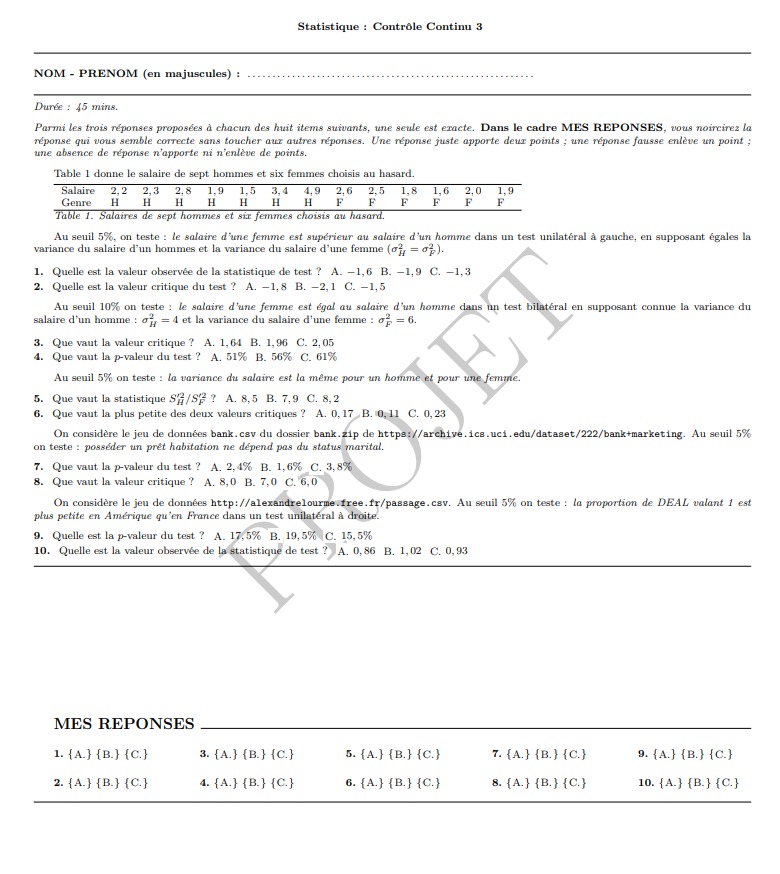 Statistique : Contrôle Continu 3
NOM - PRENOM (en majuscules) : ..........................................................
Durée : 45 mins.
Parmi les trois réponses proposées à chacun des huit items suivants, une seule est exacte. Dans le cadre MES REPONSES, vous noircirez la
réponse qui vous semble correcte sans toucher aux autres réponses. Une réponse juste apporte deux points ; une réponse fausse enlève un point ;
une absence de réponse n'apporte ni n'enlève de points.
Table 1 donne le salaire de sept hommes et six femmes choisis au hasard.
Salaire 2,2 2,3 2,8 1,9 1,5 3,4 4,9 2,6 2,5 1,8 1,6 2,0 1,9
Genre H H H H H H H F F F F F F
Table 1. Salaires de sept hommes et six femmes choisis au hasard.
Au seuil 5%, on teste : le salaire d'une femme est supérieur au salaire d'un homme dans un test unilatéral à gauche, en supposant égales la
variance du salaire d'un hommes et la variance du salaire d'une femme (σ²_H = σ²_F).
1. Quelle est la valeur observée de la statistique de test ? A. −1,6 B. −1,9 C. −1,3
2. Quelle est la valeur critique du test ? A. −1,8 B. −2,1 C. −1,5
Au seuil 10% on teste : le salaire d'une femme est égal au salaire d'un homme dans un test bilatéral en supposant connue la variance du
salaire d'un homme : σ²_H = 4 et la variance du salaire d'une femme : σ²_F = 6.
3. Que vaut la valeur critique ? A. 1,64 B. 1,96 C. 2,05
4. Que vaut la p-valeur du test ? A. 51% B. 56% C. 61%
Au seuil 5% on teste : la variance du salaire est la même pour un homme et pour une femme.
5. Que vaut la statistique S'²_H/S'²_F ? A. 8,5 B. 7,9 C. 8,2
6. Que vaut la plus petite des deux valeurs critiques ? A. 0,17 B. 0,11 C. 0,23
On considère le jeu de données bank.csv du dossier bank.zip de https://archive.ics.uci.edu/dataset/222/bank+marketing. Au seuil 5%
on teste : posséder un prêt habitation ne dépend pas du status marital.
7. Que vaut la p-valeur du test ? A. 2,4% B. 1,6% C. 3,8%
8. Que vaut la valeur critique ? A. 8,0 B. 7,0 C. 6,0
On considère le jeu de données http://alexandrelourme.free.fr/passage.csv. Au seuil 5% on teste : la proportion de DEAL valant 1 est
plus petite en Amérique qu'en France dans un test unilatéral à droite.
9. Quelle est la p-valeur du test ? A. 17,5% B. 19,5% C. 15,5%
10. Quelle est la valeur observée de la statistique de test ? A. 0,86 B. 1,02 C. 0,93
PROJET
MES REPONSES
1. {A.} {B.} {C.} 3. {A.} {B.} {C.} 5. {A.} {B.} {C.} 7. {A.} {B.} {C.} 9. {A.} {B.} {C.}
2. {A.} {B.} {C.} 4. {A.} {B.} {C.} 6. {A.} {B.} {C.} 8. {A.} {B.} {C.} 10. {A.} {B.} {C.}